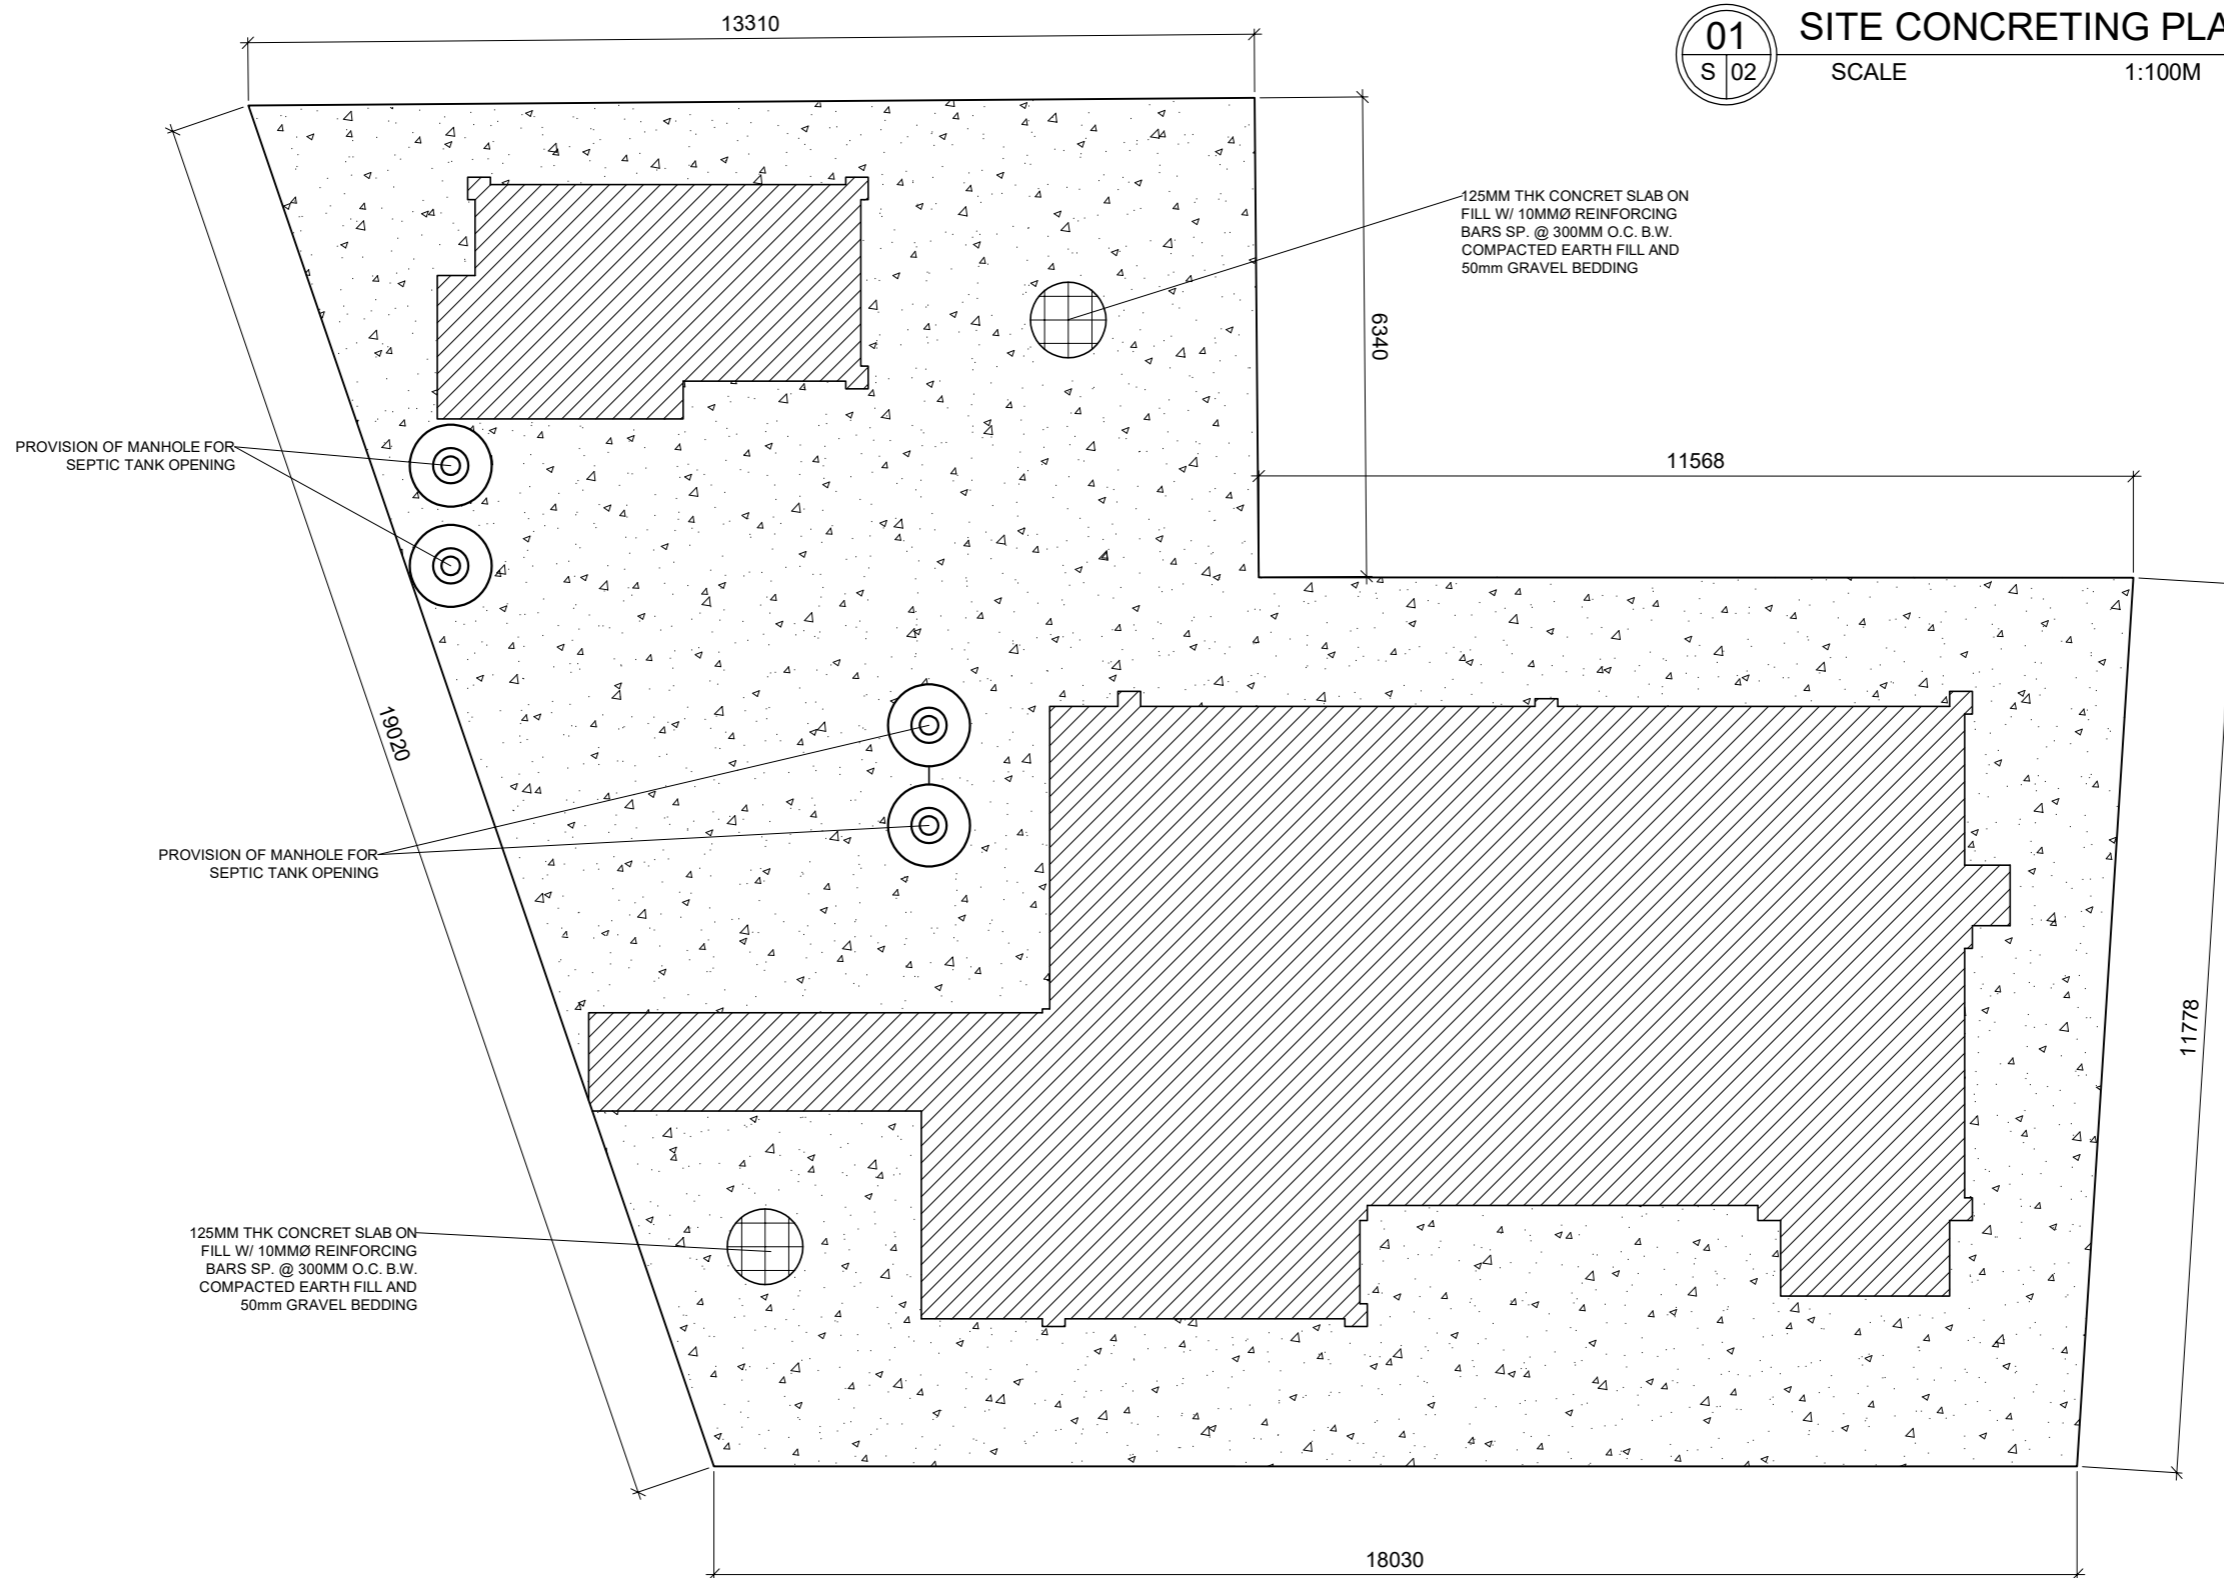 13310
01
S 02
SITE CONCRETING PLA
SCALE 1:100M
125MM THK CONCRET SLAB ON
FILL W/ 10MMØ REINFORCING
BARS SP. @ 300MM O.C. B.W.
COMPACTED EARTH FILL AND
50mm GRAVEL BEDDING
6340
PROVISION OF MANHOLE FOR
SEPTIC TANK OPENING
11568
19020
PROVISION OF MANHOLE FOR
SEPTIC TANK OPENING
11778
125MM THK CONCRET SLAB ON
FILL W/ 10MMØ REINFORCING
BARS SP. @ 300MM O.C. B.W.
COMPACTED EARTH FILL AND
50mm GRAVEL BEDDING
18030